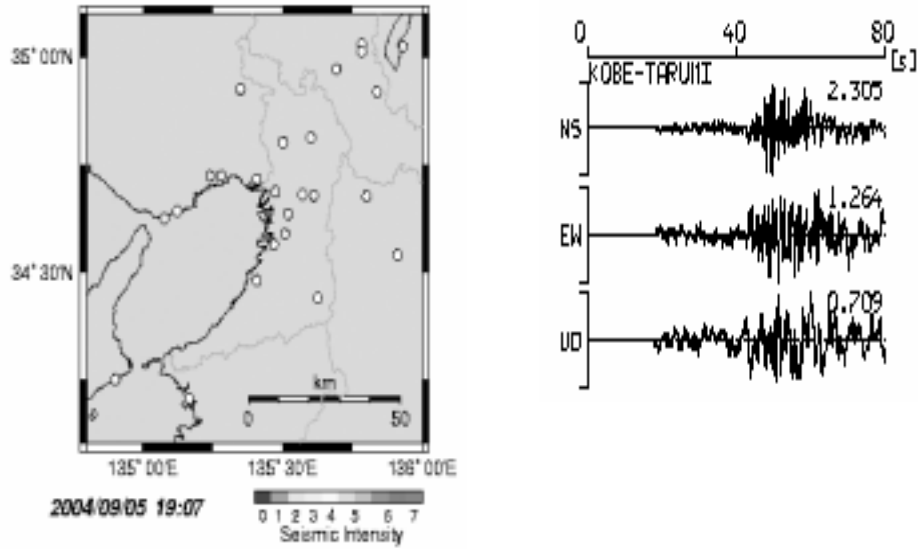 35° 00'N
34° 30'N
km
0 50
135° 00'E 135° 30'E 136° 00'E
2004/09/05 19:07
0 1 2 3 4 5 6 7
Seismic Intensity
0 40 80
[s]
KOBE-TARUMI
2.305
NS
1.264
EW
0.709
UD